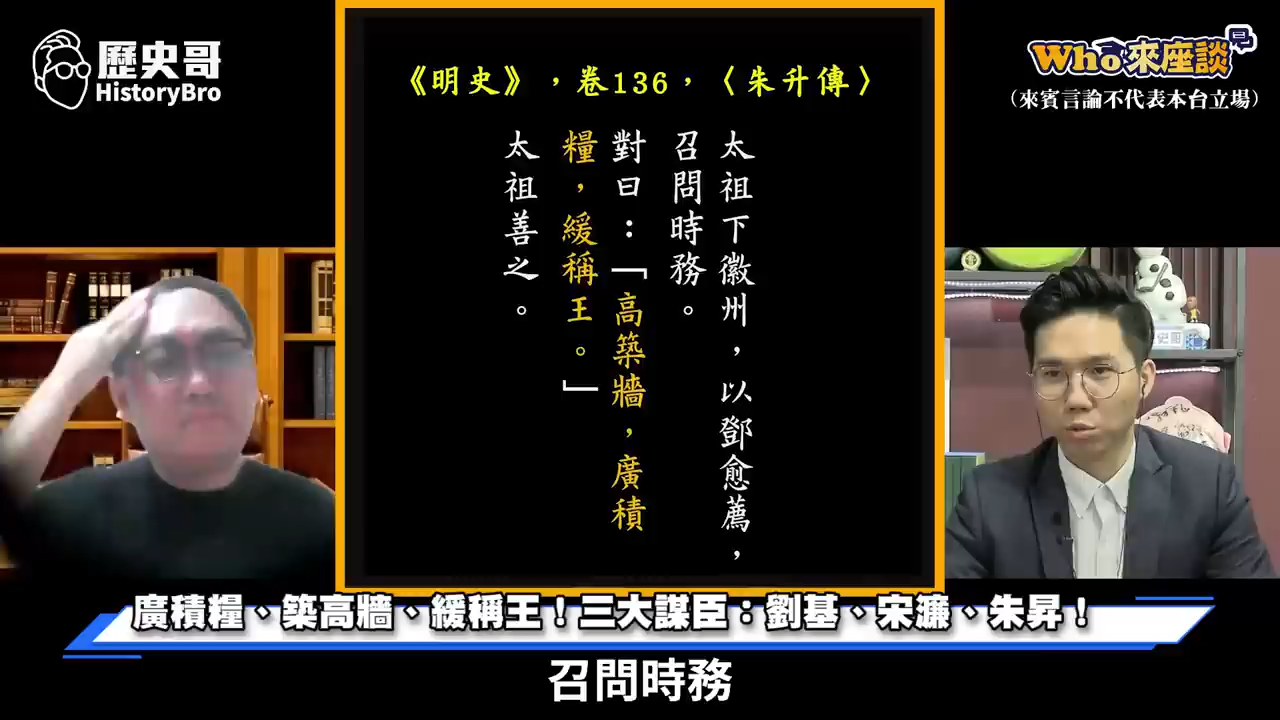 歷史哥
HistoryBro
Who來座談
（來賓言論不代表本台立場）
《明史》，卷136，〈朱升傳〉
太祖下徽州，以鄧愈薦，
召問時務。
對曰：「高築牆，廣積
糧，緩稱王。」
太祖善之。
廣積糧、築高牆、緩稱王！三大謀臣：劉基、宋濂、朱昇！
召問時務